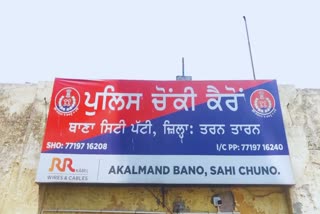 ਪੁਲਿਸ ਚੋਂਕੀ ਕੈਰੋਂ
ਥਾਣਾ ਸਿਟੀ ਪੱਟੀ, ਜ਼ਿਲ੍ਹਾ: ਤਰਨ ਤਾਰਨ
SHO: 77197 16208 I/C PP: 77197 16240
RR KABEL
WIRES & CABLES
AKALMAND BANO, SAHI CHUNO.